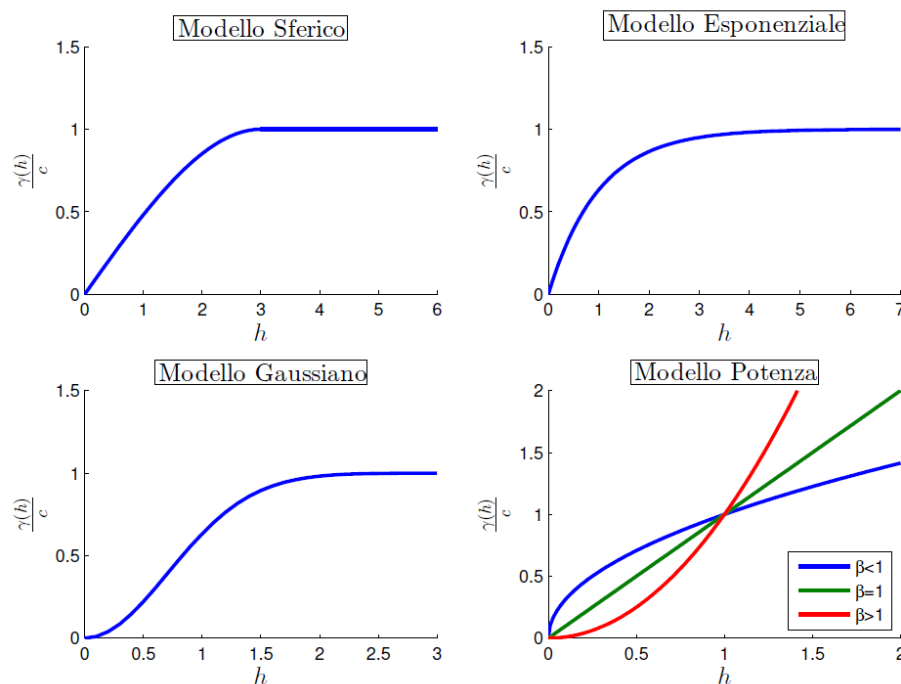 Modello Sferico
1.5
1
0.5
0
γ(h)
c
0 1 2 3 4 5 6
h
Modello Esponenziale
1.5
1
0.5
0
γ(h)
c
0 1 2 3 4 5 6 7
h
Modello Gaussiano
1.5
1
0.5
0
γ(h)
c
0 0.5 1 1.5 2 2.5 3
h
Modello Potenza
2
1.5
1
0.5
0
γ(h)
c
0 0.5 1 1.5 2
h
β<1
β=1
β>1